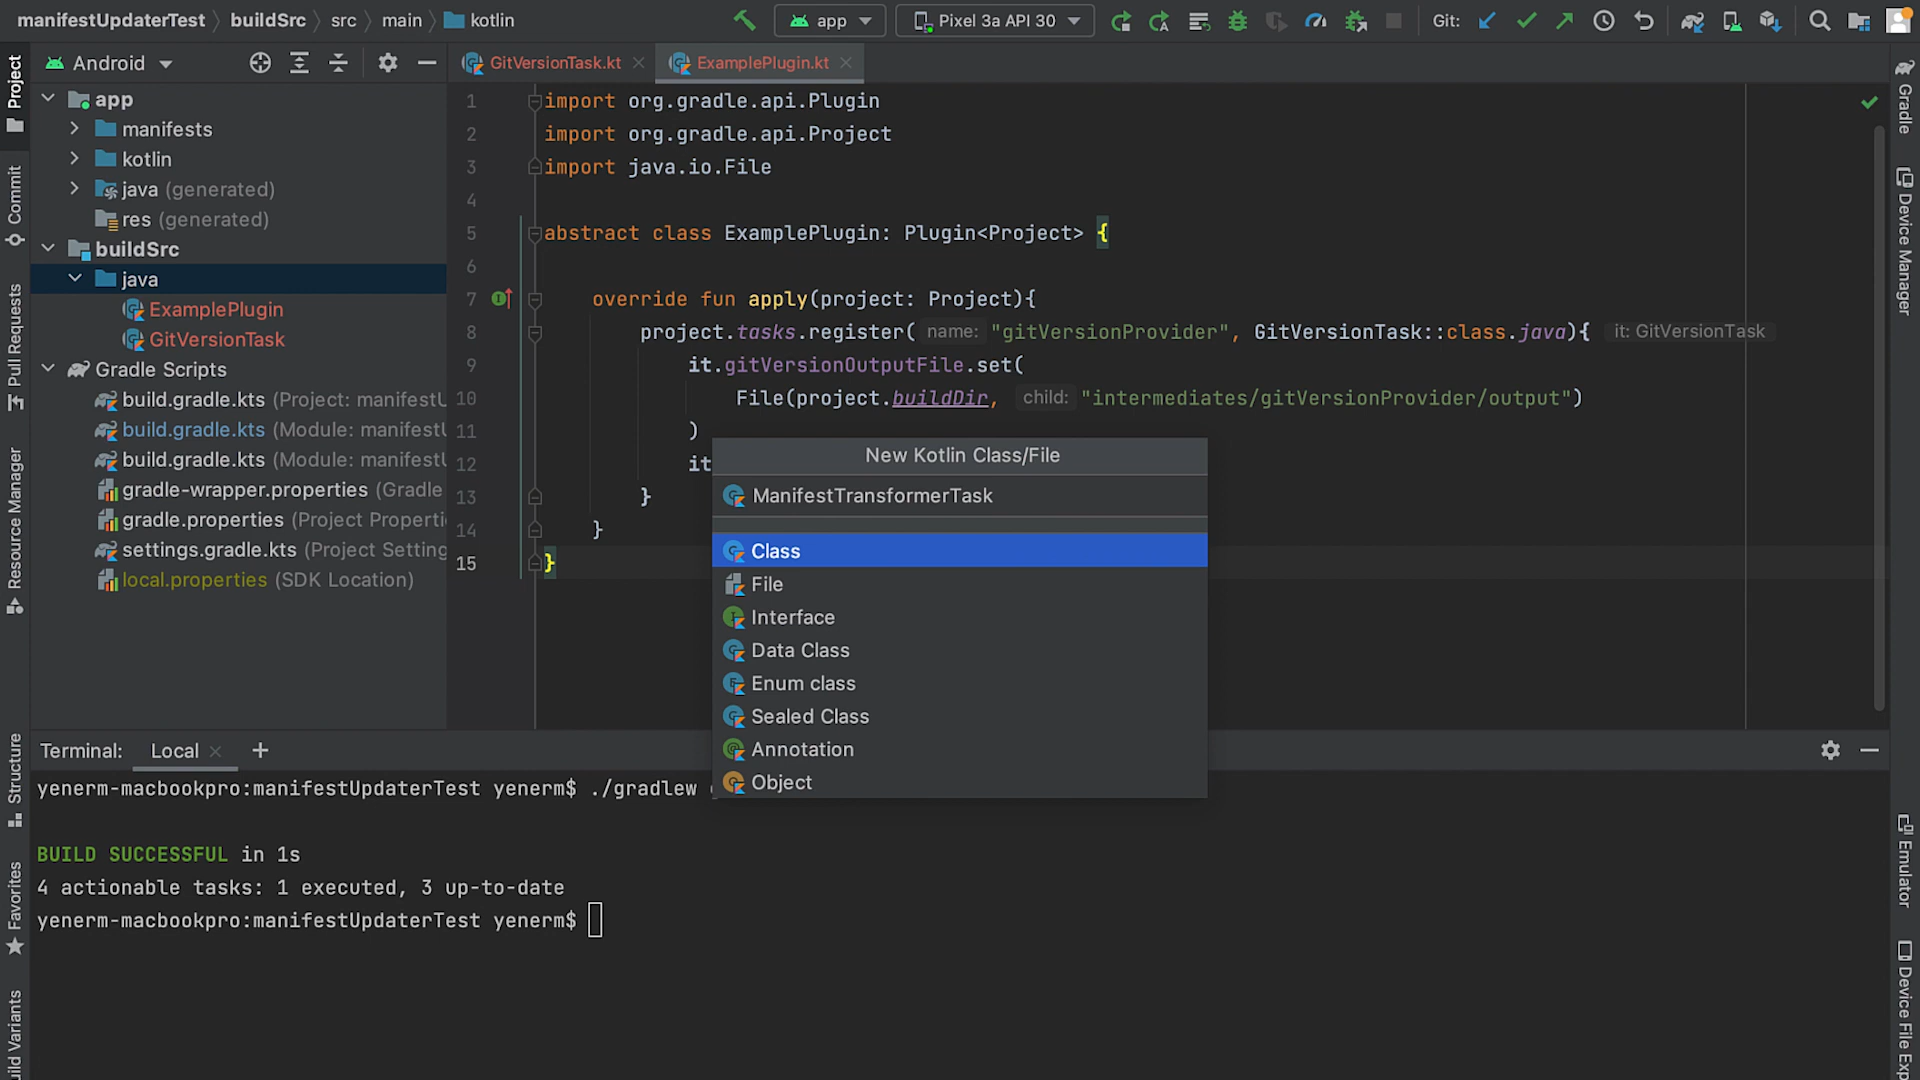 manifestUpdaterTest
buildSrc
src
main
kotlin
app
Pixel 3a API 30
Git:
Project
Commit
Pull Requests
Resource Manager
Structure
Favorites
Android
app
manifests
kotlin
java (generated)
res (generated)
buildSrc
java
ExamplePlugin
GitVersionTask
Gradle Scripts
build.gradle.kts (Project: manifestU
build.gradle.kts (Module: manifestU
build.gradle.kts (Module: manifestU
gradle-wrapper.properties (Gradle
gradle.properties (Project Properti
settings.gradle.kts (Project Setting
local.properties (SDK Location)
GitVersionTask.kt
ExamplePlugin.kt
1 import org.gradle.api.Plugin
2 import org.gradle.api.Project
3 import java.io.File
4
5 abstract class ExamplePlugin: Plugin<Project> {
6
7 override fun apply(project: Project){
8 project.tasks.register( name: "gitVersionProvider", GitVersionTask::class.java){ it: GitVersionTask
9 it.gitVersionOutputFile.set(
10 File(project.buildDir, child: "intermediates/gitVersionProvider/output")
11 )
12 it
13 }
14 }
15 }
New Kotlin Class/File
ManifestTransformerTask
Class
File
Interface
Data Class
Enum class
Sealed Class
Annotation
Object
Terminal:
Local
yenerm-macbookpro:manifestUpdaterTest yenerm$ ./gradlew
BUILD SUCCESSFUL in 1s
4 actionable tasks: 1 executed, 3 up-to-date
yenerm-macbookpro:manifestUpdaterTest yenerm$
Gradle
Device Manager
Emulator
Device File Exp
uild Variants